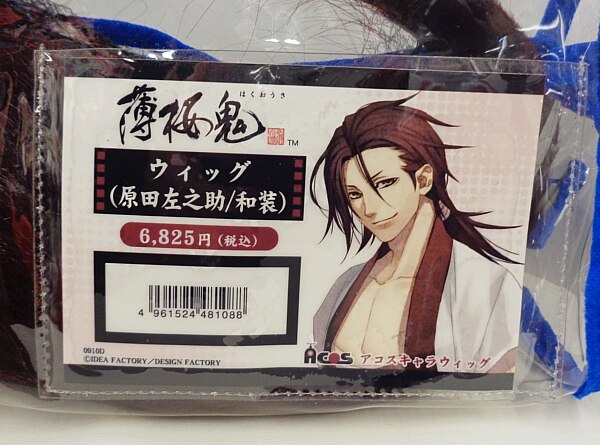 はくおうき
薄桜鬼 TM
ウィッグ
(原田左之助/和装)
6,825円(税込)
4 961524 481088
0910D
©IDEA FACTORY/DESIGN FACTORY
Acos アコスキャラウィッグ